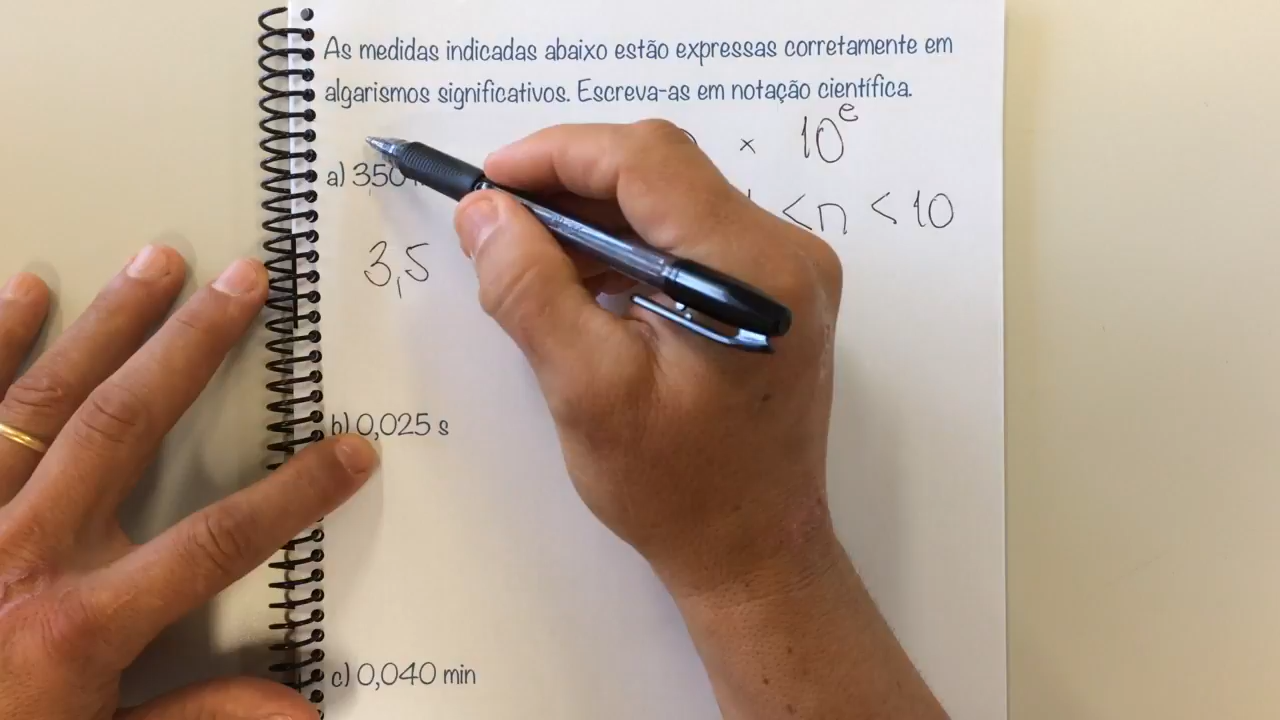 As medidas indicadas abaixo estão expressas corretamente em
algarismos significativos. Escreva-as em notação científica.
× 10^e
a) 350
< n < 10
3,5
b) 0,025 s
c) 0,040 min